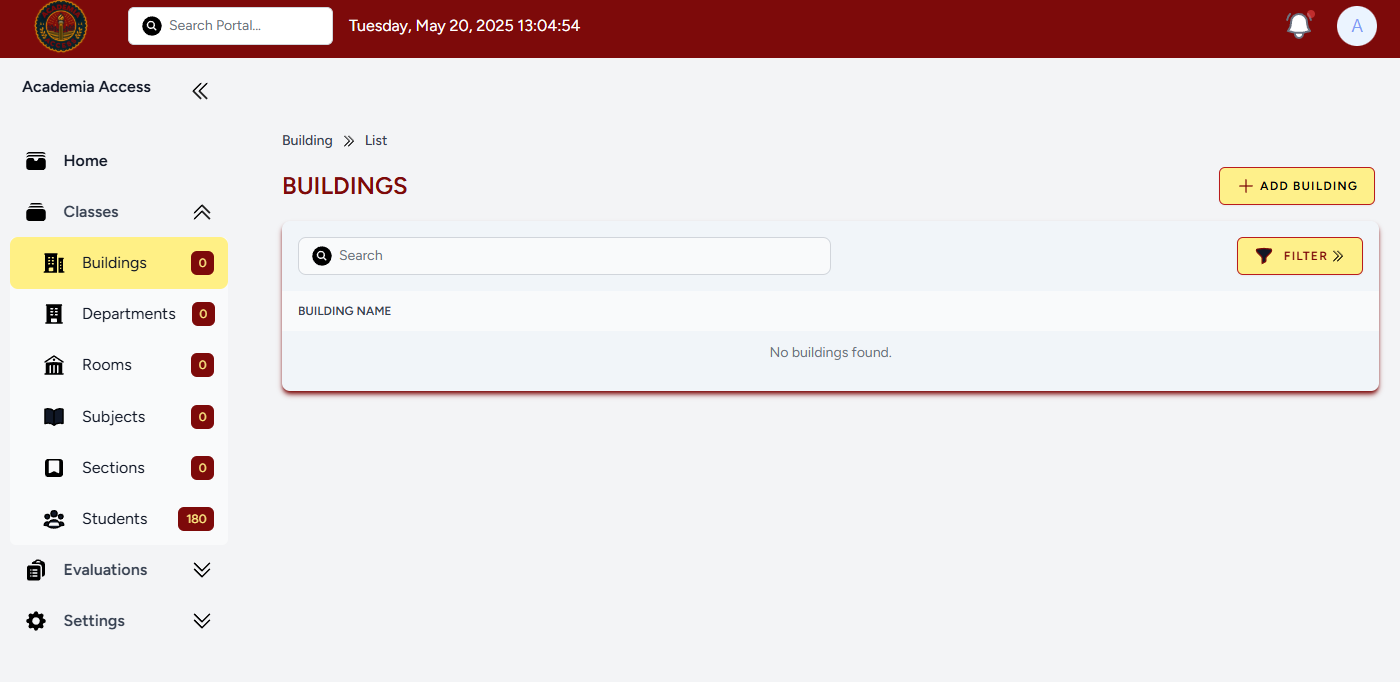 Search Portal...
Tuesday, May 20, 2025 13:04:54
A
Academia Access
Home
Classes
Buildings 0
Departments 0
Rooms 0
Subjects 0
Sections 0
Students 180
Evaluations
Settings
Building List
BUILDINGS
ADD BUILDING
Search
FILTER
BUILDING NAME
No buildings found.